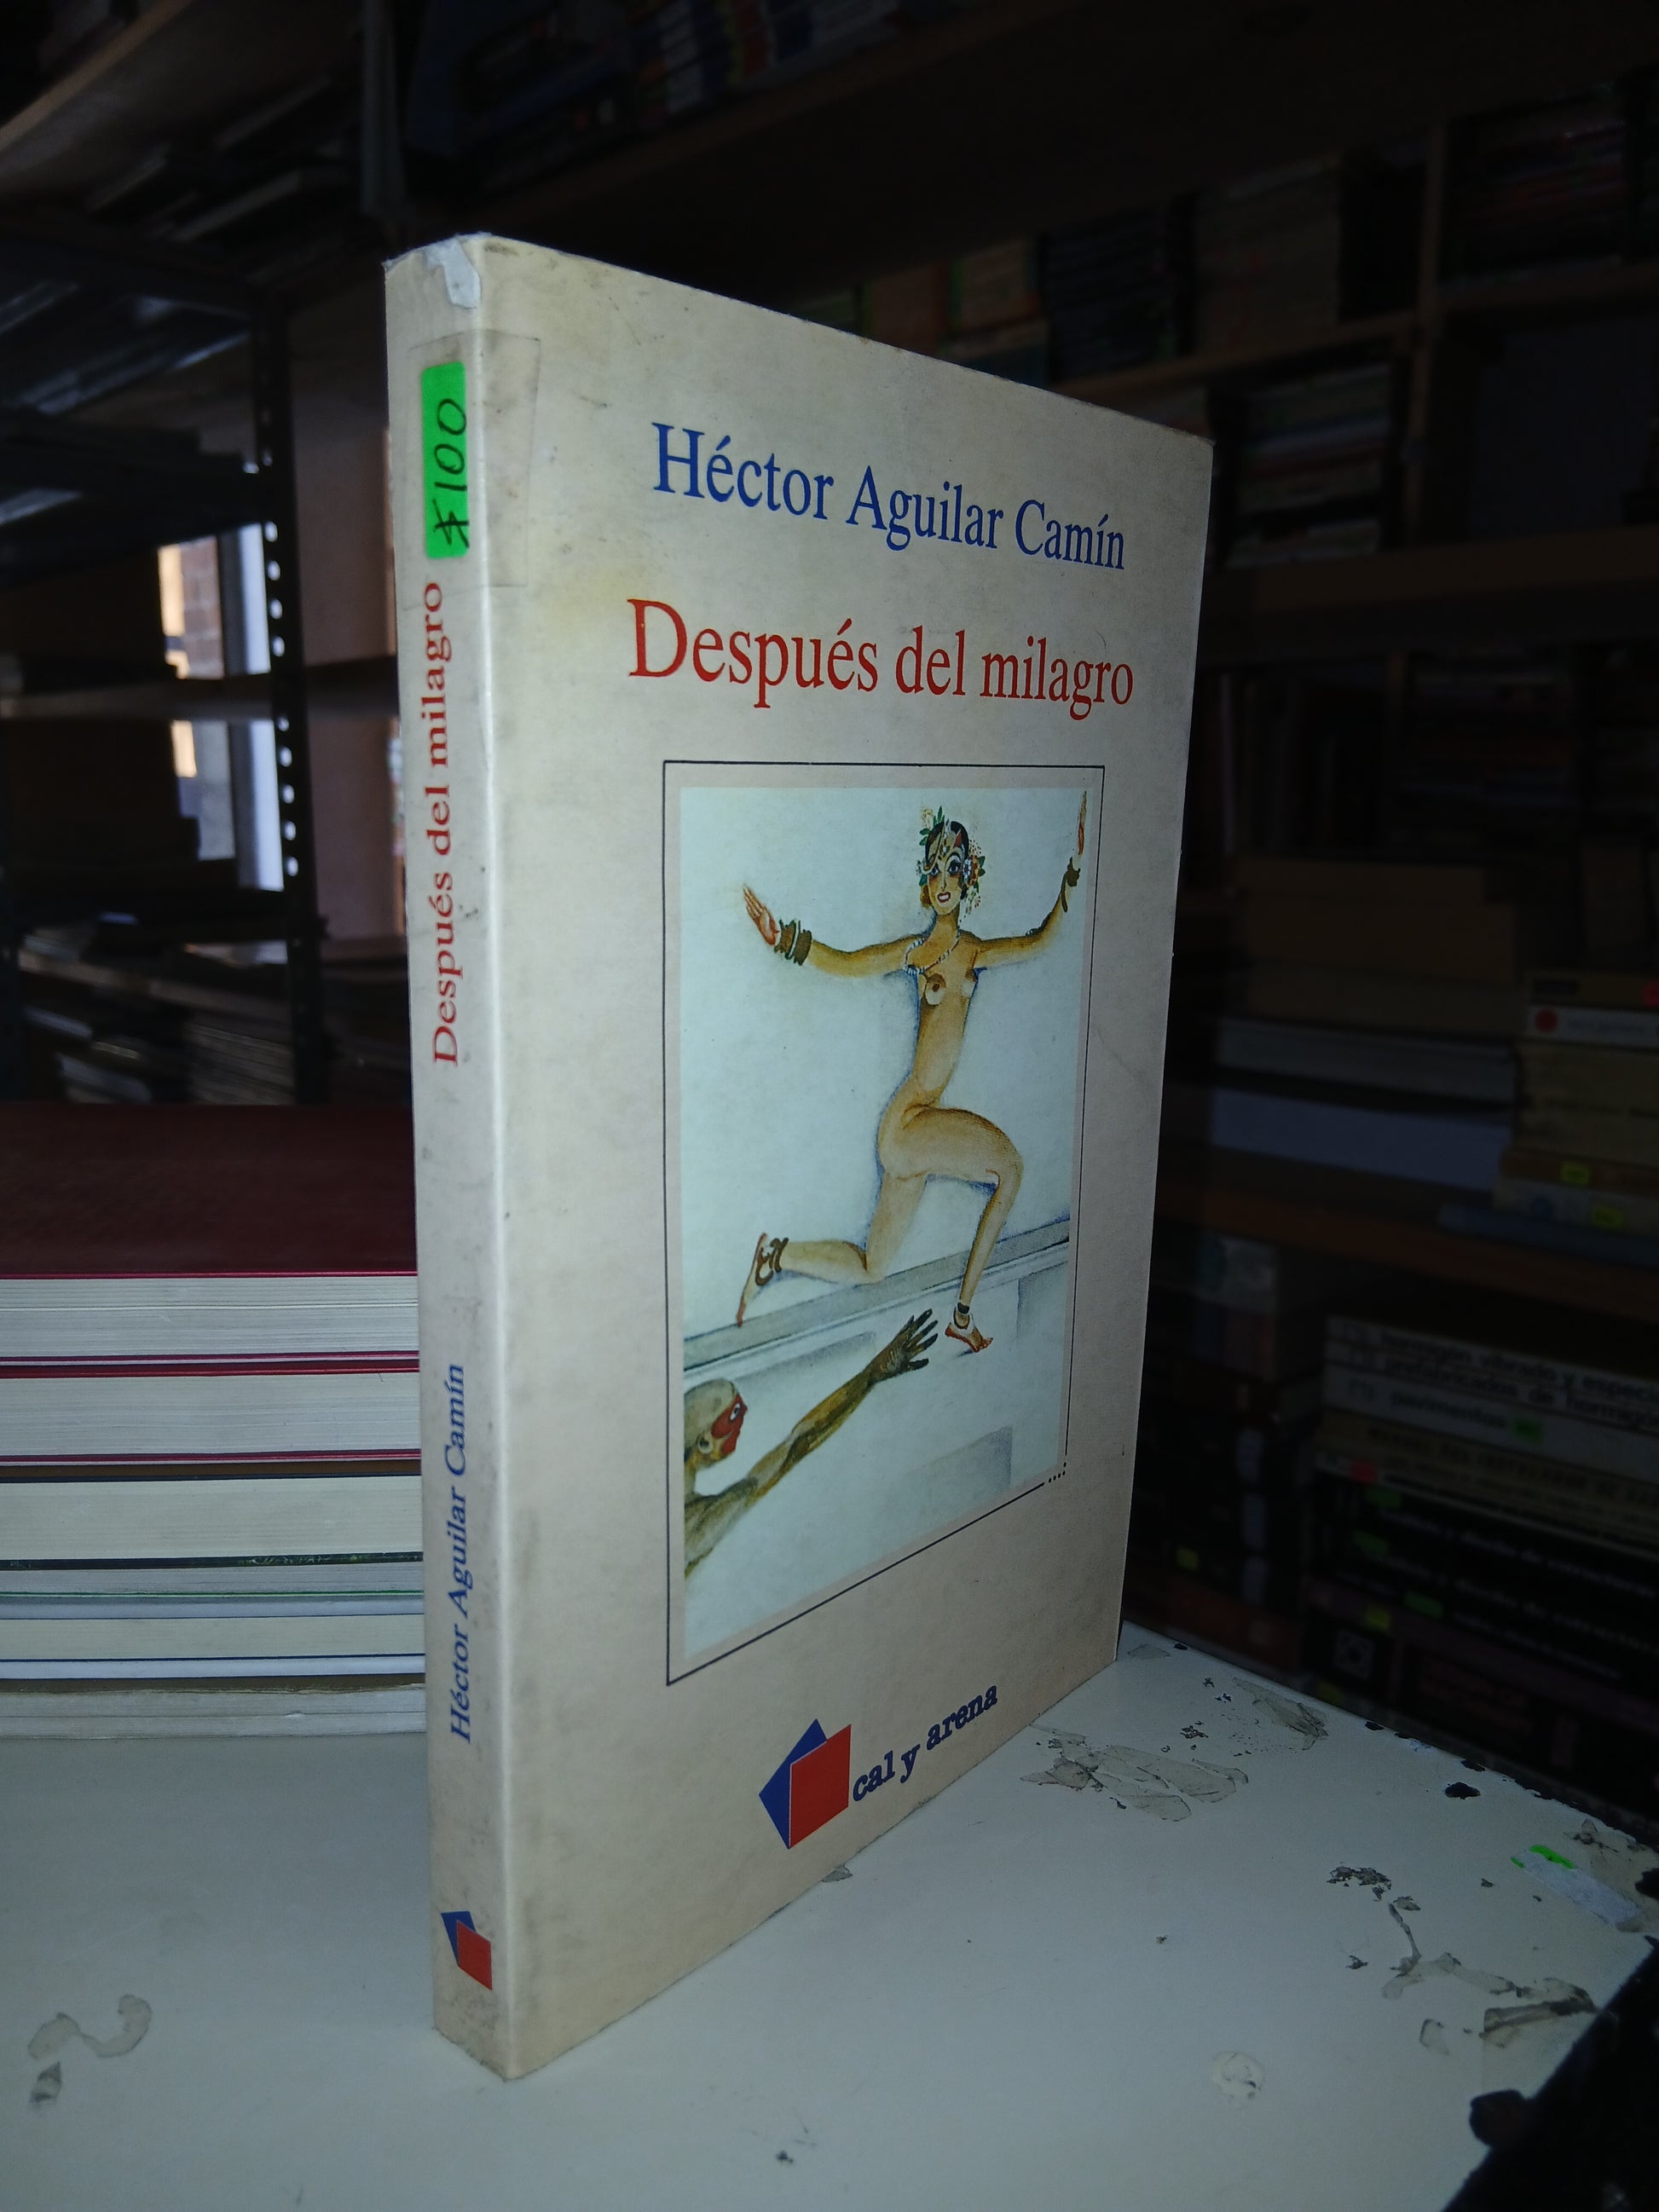 Héctor Aguilar Camín
Después del milagro
cal y arena
$100
Después del milagro
Héctor Aguilar Camín